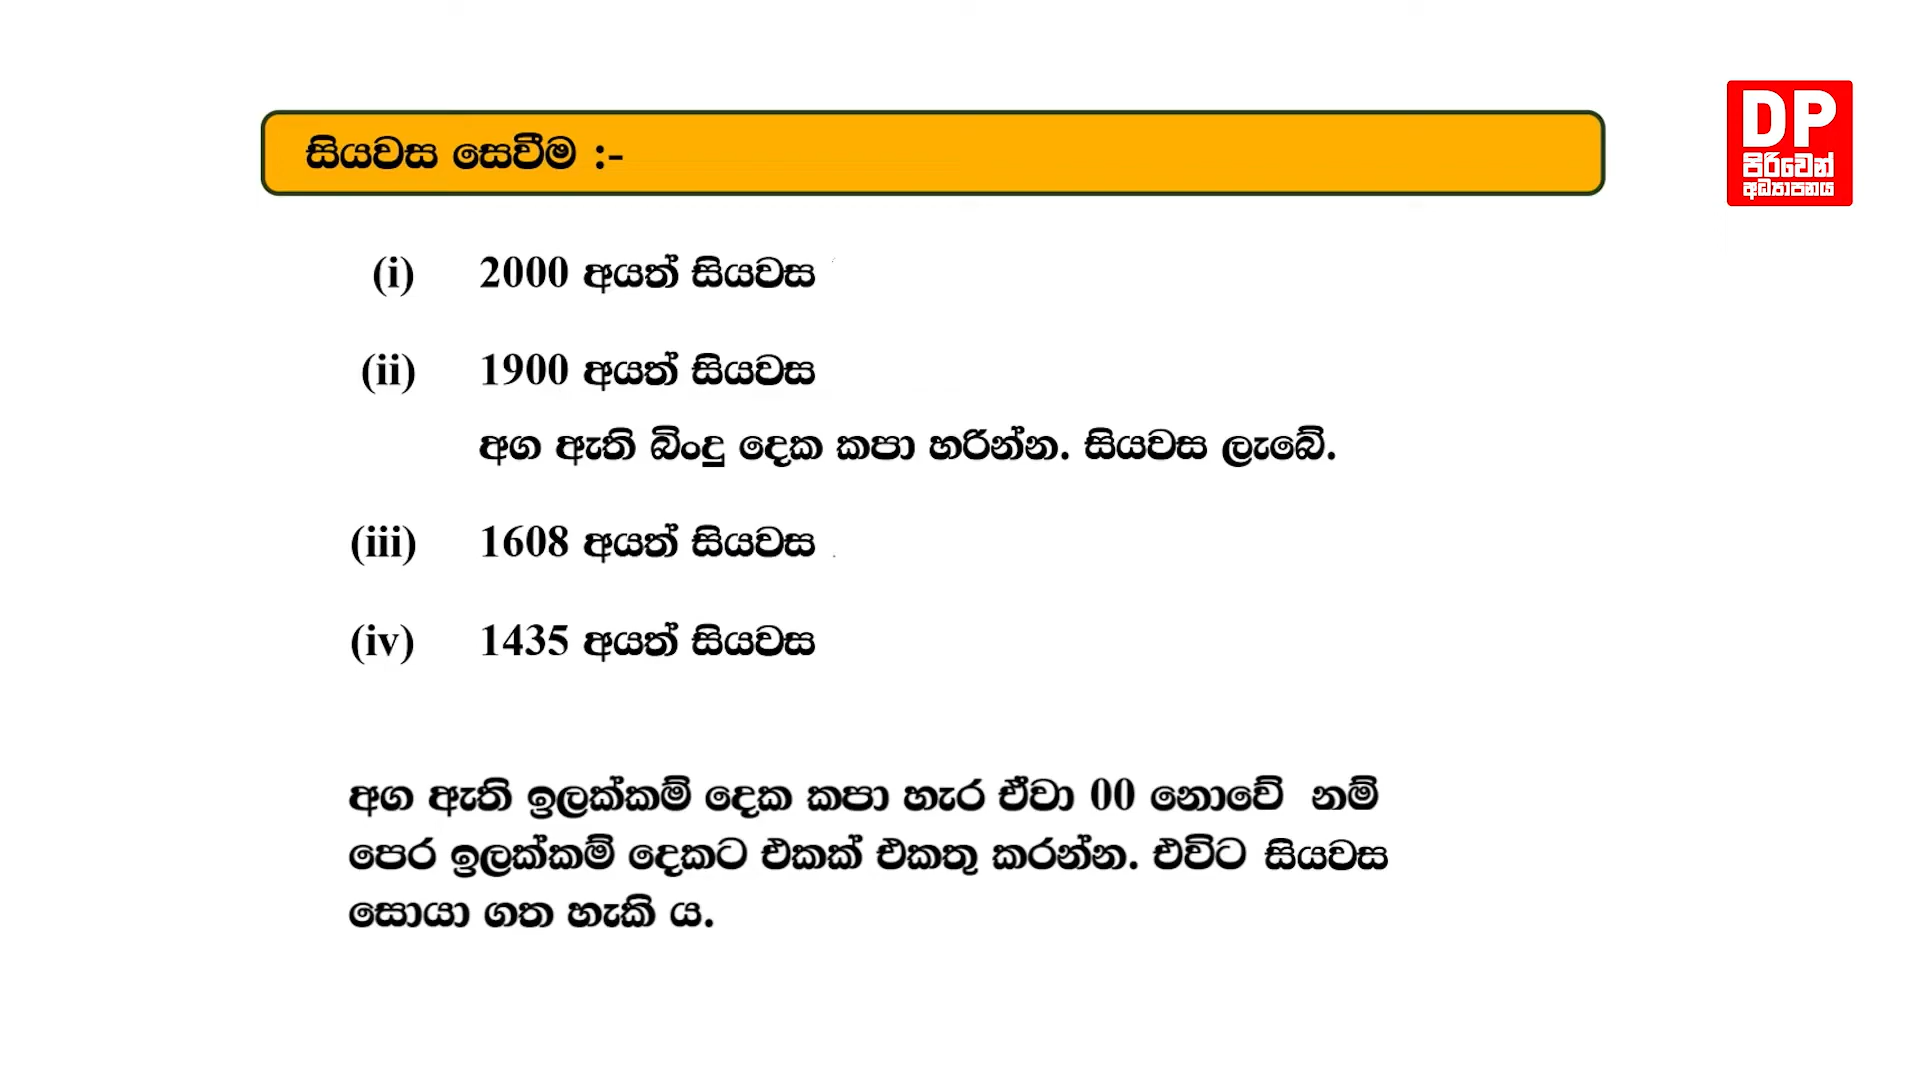 සියවස සෙවීම :-
DP
පිරිවෙන්
අධ්‍යාපනය
(i) 2000 අයත් සියවස
(ii) 1900 අයත් සියවස
අග ඇති බිංදු දෙක කපා හරින්න. සියවස ලැබේ.
(iii) 1608 අයත් සියවස
(iv) 1435 අයත් සියවස
අග ඇති ඉලක්කම් දෙක කපා හැර ඒවා 00 නොවේ නම්
පෙර ඉලක්කම් දෙකට එකක් එකතු කරන්න. එවිට සියවස
සොයා ගත හැකි ය.